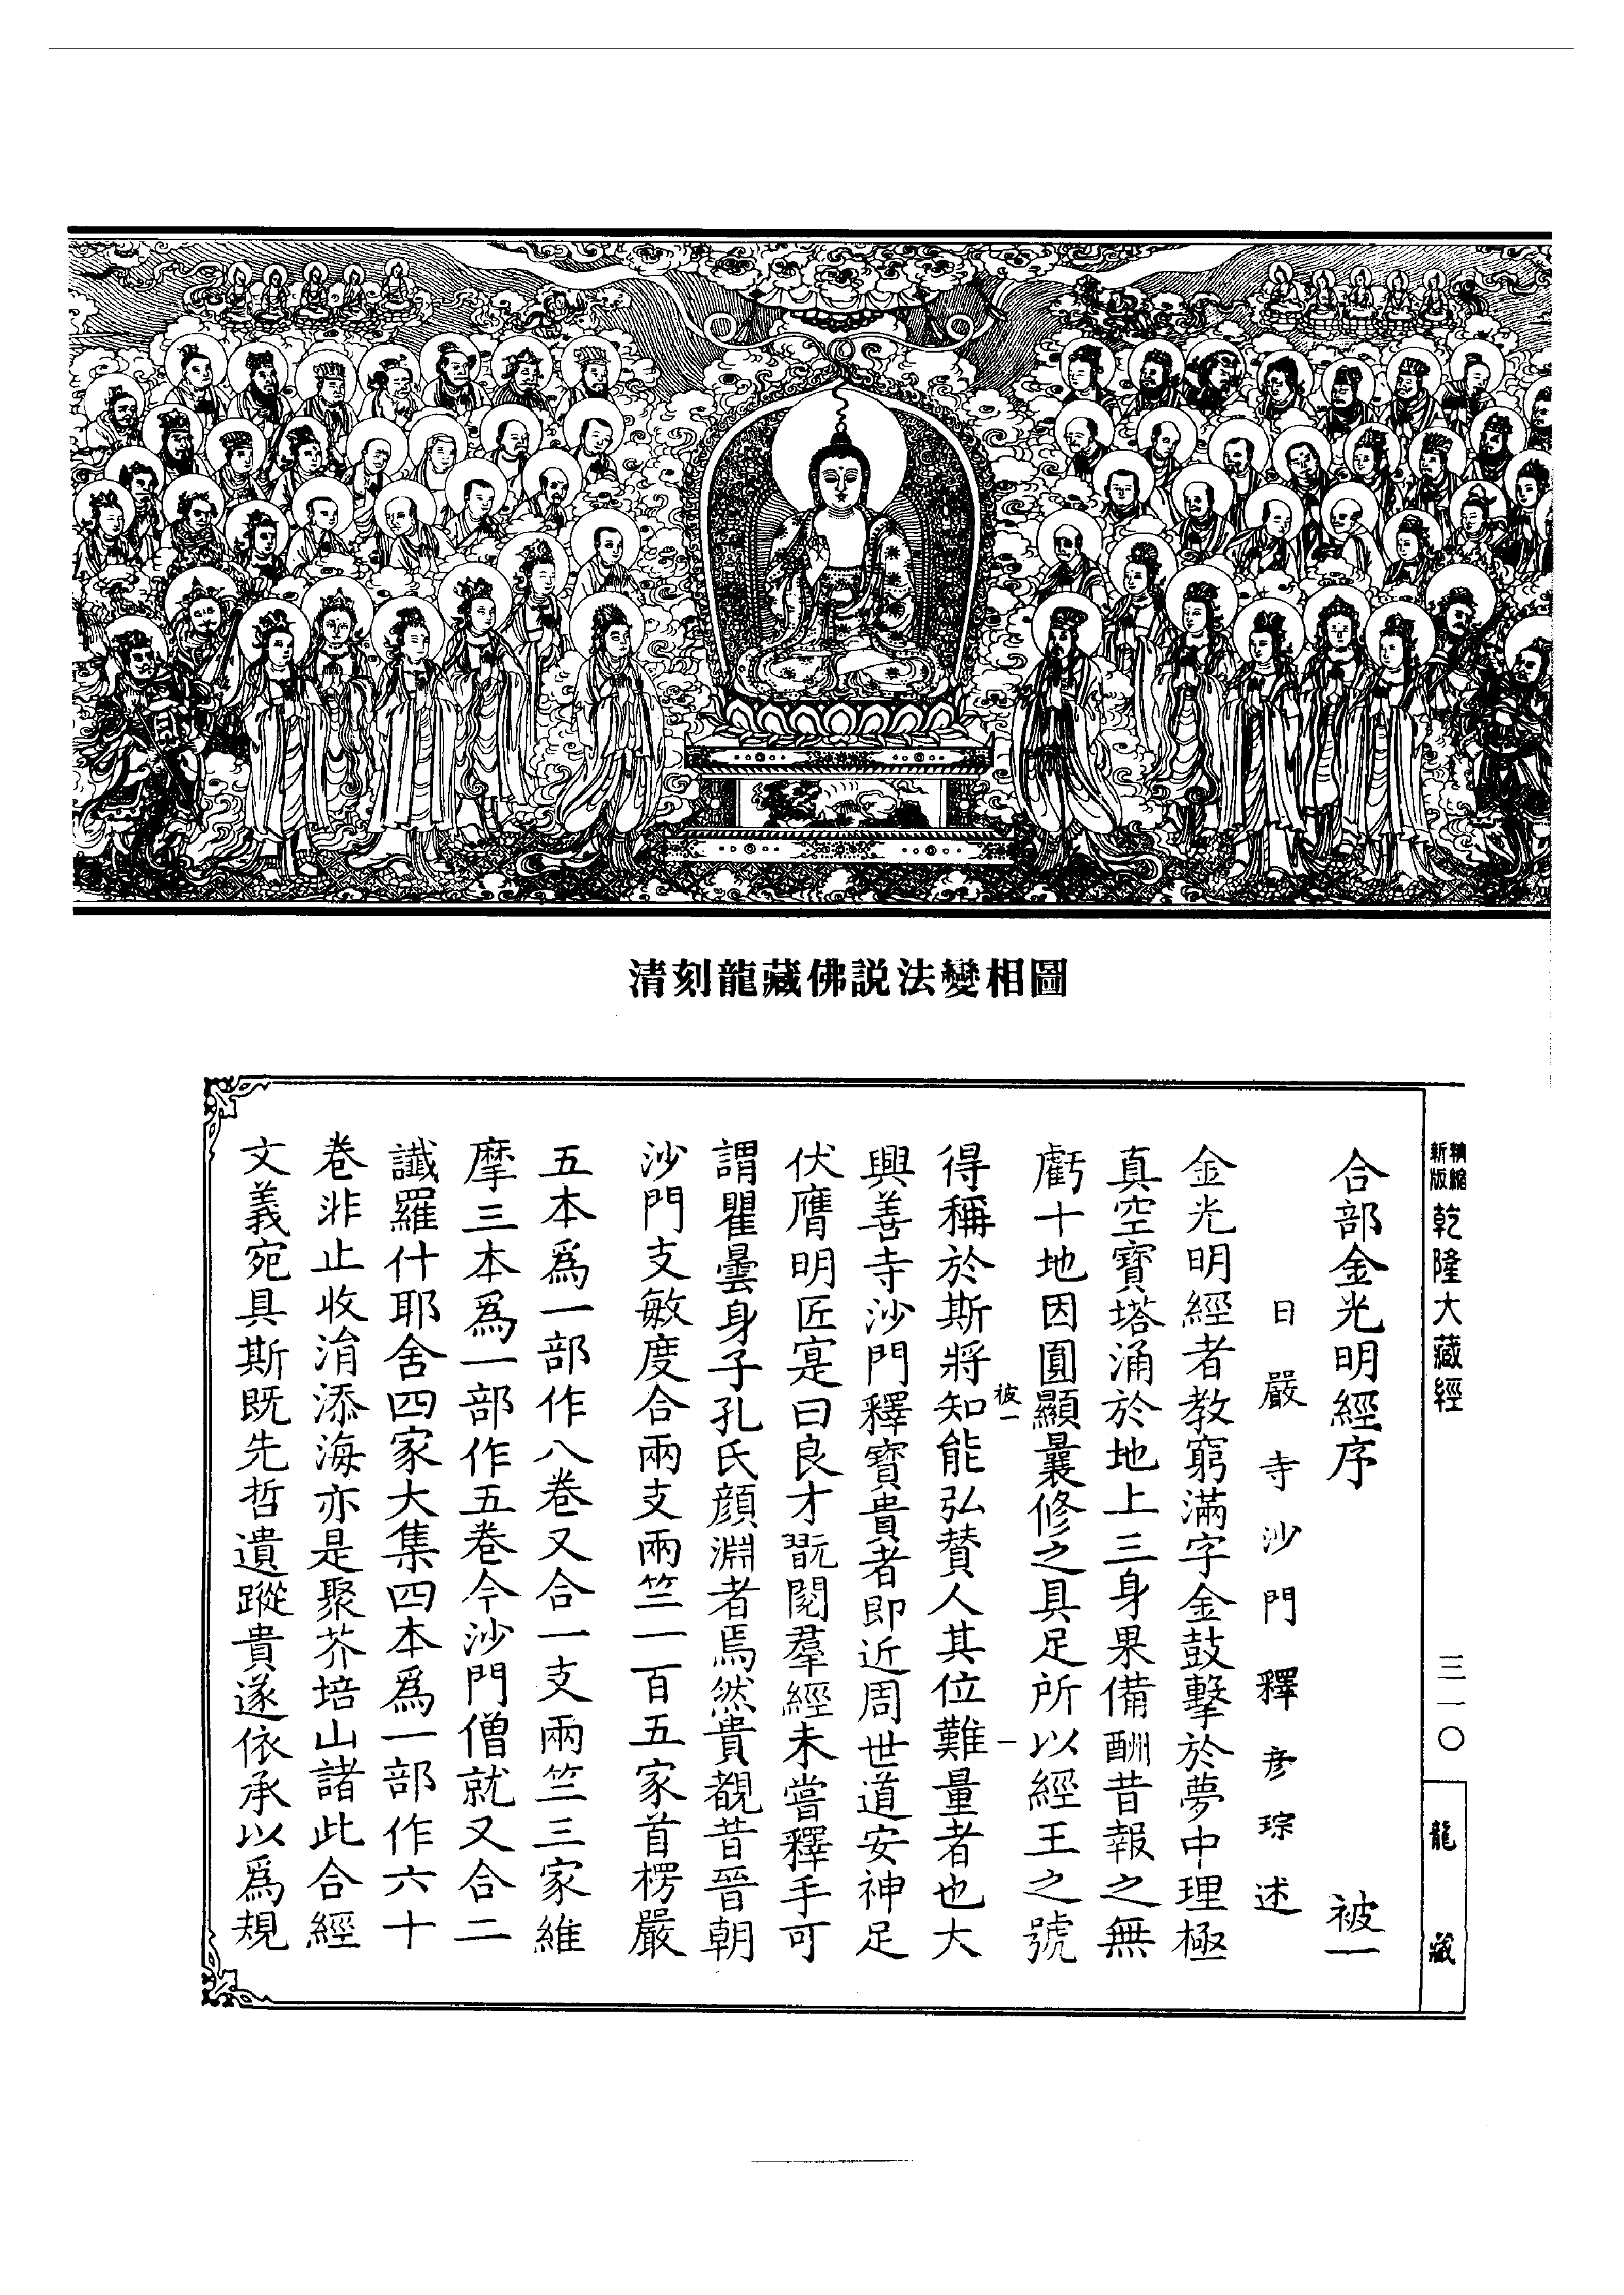 清刻龍藏佛説法變相圖
新版
精縮
乾隆大藏經
三一〇
龍藏
合部金光明經序
被一
日嚴寺沙門釋彦琮述
金光明經者教窮滿字金鼓擊於夢中理極
真空寶塔涌於地上三身果備酬昔報之無
虧十地因圓顯曩修之具足所以經王之號
被一
一
得稱於斯將知能弘贊人其位難量者也大
興善寺沙門釋寶貴者即近周世道安神足
伏膺明匠寔曰良才翫閱羣經未嘗釋手可
謂瞿曇身子孔氏顔淵者焉然貴覩昔晉朝
沙門支敏度合兩支兩竺一百五家首楞嚴
五本爲一部作八卷又合一支兩竺三家維
摩三本爲一部作五卷今沙門僧就又合二
讖羅什耶舍四家大集四本爲一部作六十
卷非止收涓添海亦是聚芥培山諸此合經
文義宛具斯既先哲遺蹤貴遂依承以爲規